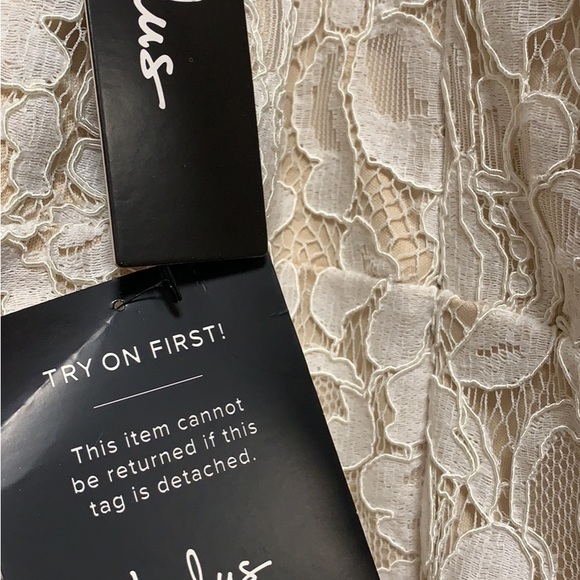 TRY ON FIRST!
This item cannot
be returned if this
tag is detached.